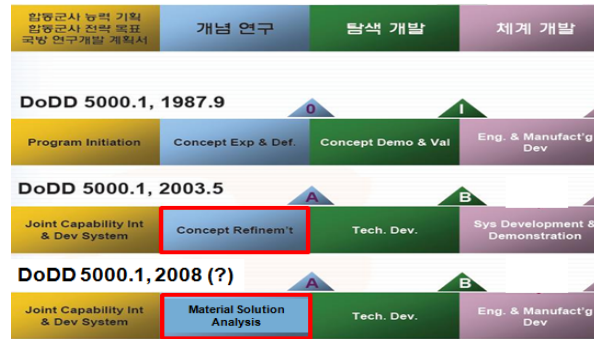 합동군사 능력 기획
합동군사 전략 목표
국방 연구개발 계획서
개념 연구
탐색 개발
체계 개발
DoDD 5000.1, 1987.9
0
I
Program Initiation
Concept Exp & Def.
Concept Demo & Val
Eng. & Manufact'g
Dev
DoDD 5000.1, 2003.5
A
B
Joint Capability Int
& Dev System
Concept Refinem't
Tech. Dev.
Sys Development &
Demonstration
DoDD 5000.1, 2008 (?)
A
B
Joint Capability Int
& Dev System
Material Solution
Analysis
Tech. Dev.
Eng. & Manufact'g
Dev